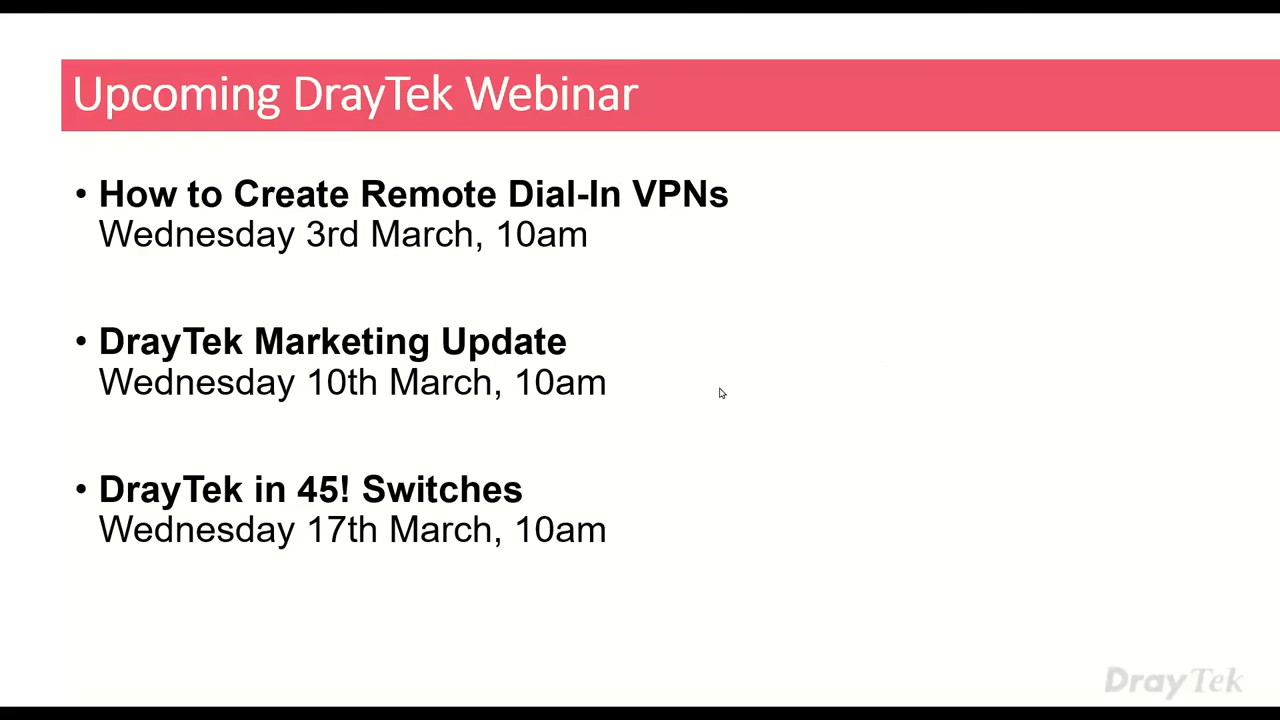 Upcoming DrayTek Webinar
• How to Create Remote Dial-In VPNs
Wednesday 3rd March, 10am
• DrayTek Marketing Update
Wednesday 10th March, 10am
• DrayTek in 45! Switches
Wednesday 17th March, 10am
DrayTek